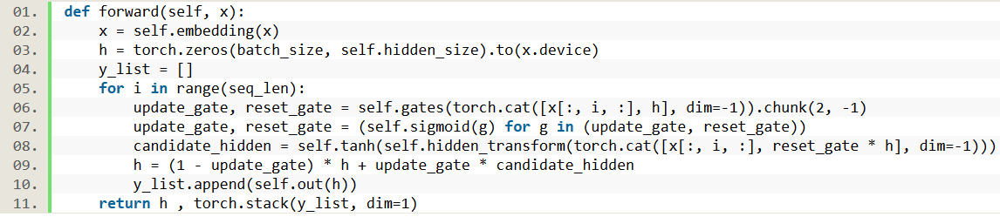 01. def forward(self, x):
02.     x = self.embedding(x)
03.     h = torch.zeros(batch_size, self.hidden_size).to(x.device)
04.     y_list = []
05.     for i in range(seq_len):
06.         update_gate, reset_gate = self.gates(torch.cat([x[:, i, :], h], dim=-1)).chunk(2, -1)
07.         update_gate, reset_gate = (self.sigmoid(g) for g in (update_gate, reset_gate))
08.         candidate_hidden = self.tanh(self.hidden_transform(torch.cat([x[:, i, :], reset_gate * h], dim=-1)))
09.         h = (1 - update_gate) * h + update_gate * candidate_hidden
10.         y_list.append(self.out(h))
11.     return h , torch.stack(y_list, dim=1)